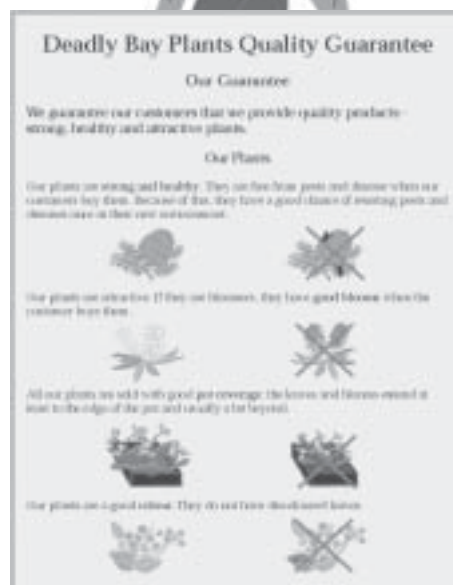 Deadly Bay Plants Quality Guarantee
Our Guarantee
We guarantee our customers that we provide quality products -
strong, healthy and attractive plants.
Our Plants
Our plants are strong and healthy. They are free from pests and disease when our
customers buy them. Because of this, they have a good chance of resisting pests and
diseases once in their new environment.
Our plants are attractive. If they are bloomers, they have good blooms when the
customer buys them.
All our plants are sold with good pot coverage: the leaves and blooms extend at
least to the edge of the pot and usually a lot beyond.
Our plants are a good colour. They do not have discoloured leaves.